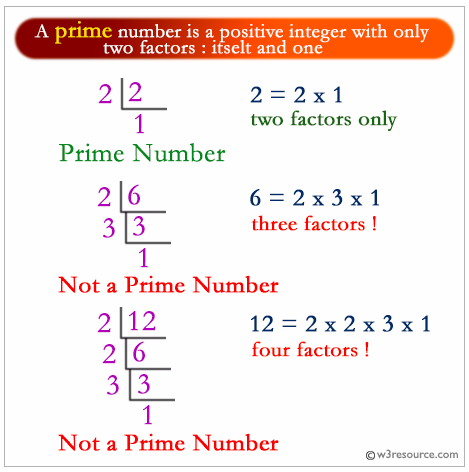 A prime number is a positive integer with only
two factors : itselt and one
2 2
1
2 = 2 x 1
two factors only
Prime Number
2 6
3 3
1
6 = 2 x 3 x 1
three factors !
Not a Prime Number
2 12
2 6
3 3
1
12 = 2 x 2 x 3 x 1
four factors !
Not a Prime Number
© w3resource.com